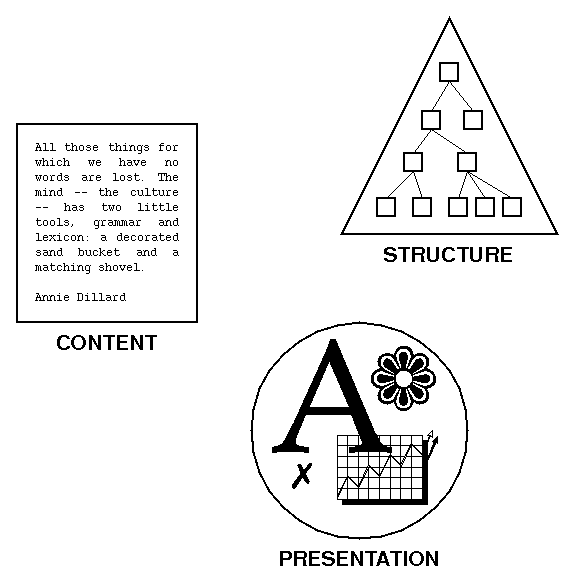 All those things for
which we have no
words are lost. The
mind -- the culture
-- has two little
tools, grammar and
lexicon: a decorated
sand bucket and a
matching shovel.
Annie Dillard
CONTENT
STRUCTURE
A
x
PRESENTATION